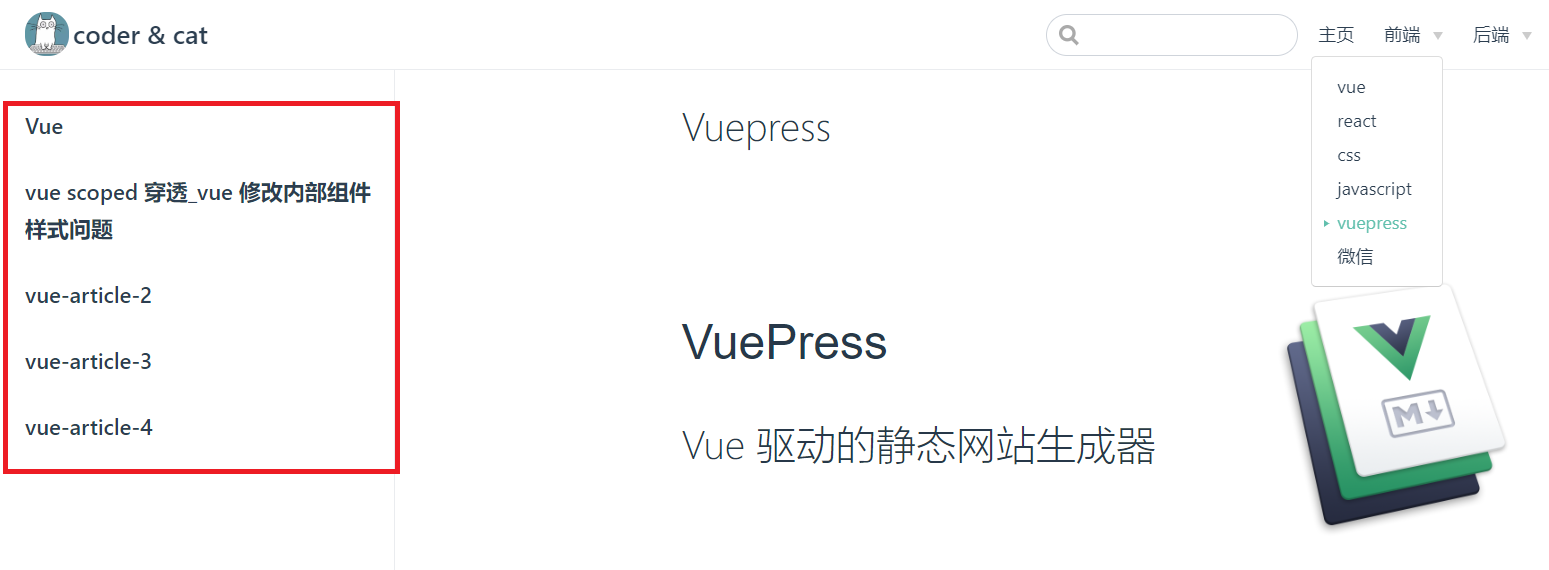 coder & cat
主页 前端 后端
vue
react
css
javascript
vuepress
微信
Vue
vue scoped 穿透_vue 修改内部组件
样式问题
vue-article-2
vue-article-3
vue-article-4
Vuepress
VuePress
Vue 驱动的静态网站生成器
M